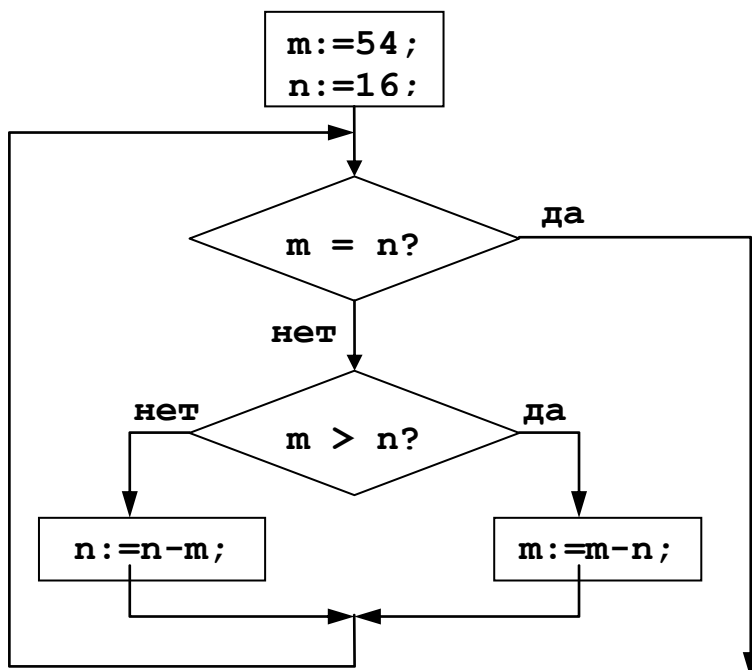 m:=54;
n:=16;
да
m = n?
нет
нет
да
m > n?
n:=n-m;
m:=m-n;